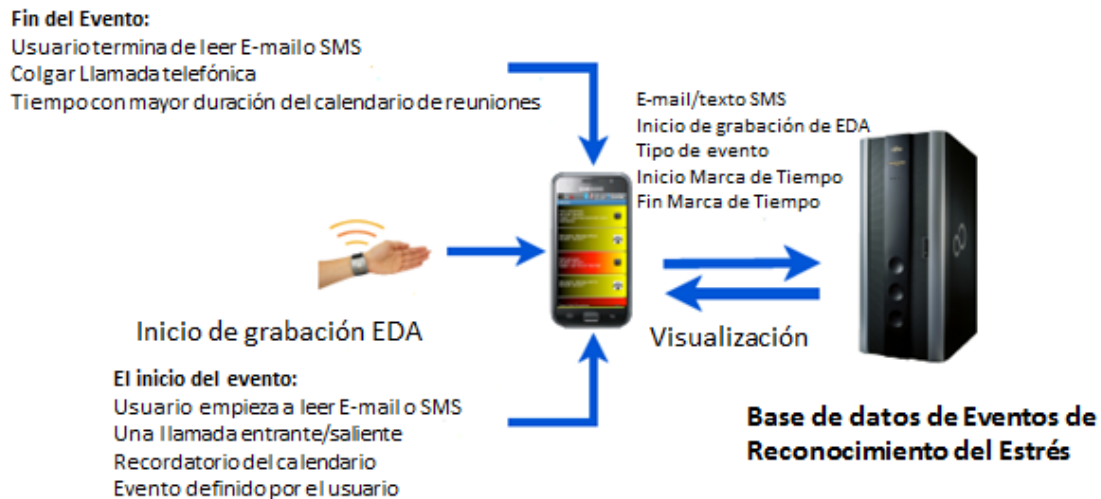 Fin del Evento:
Usuario termina de leer E-mail o SMS
Colgar Llamada telefónica
Tiempo con mayor duración del calendario de reuniones
E-mail/texto SMS
Inicio de grabación de EDA
Tipo de evento
Inicio Marca de Tiempo
Fin Marca de Tiempo
Inicio de grabación EDA
Visualización
El inicio del evento:
Usuario empieza a leer E-mail o SMS
Una llamada entrante/saliente
Recordatorio del calendario
Evento definido por el usuario
Base de datos de Eventos de
Reconocimiento del Estrés